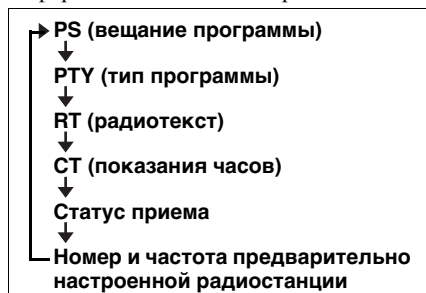 PS (вещание программы)
PTY (тип программы)
RT (радиотекст)
CT (показания часов)
Статус приема
Номер и частота предварительно
настроенной радиостанции